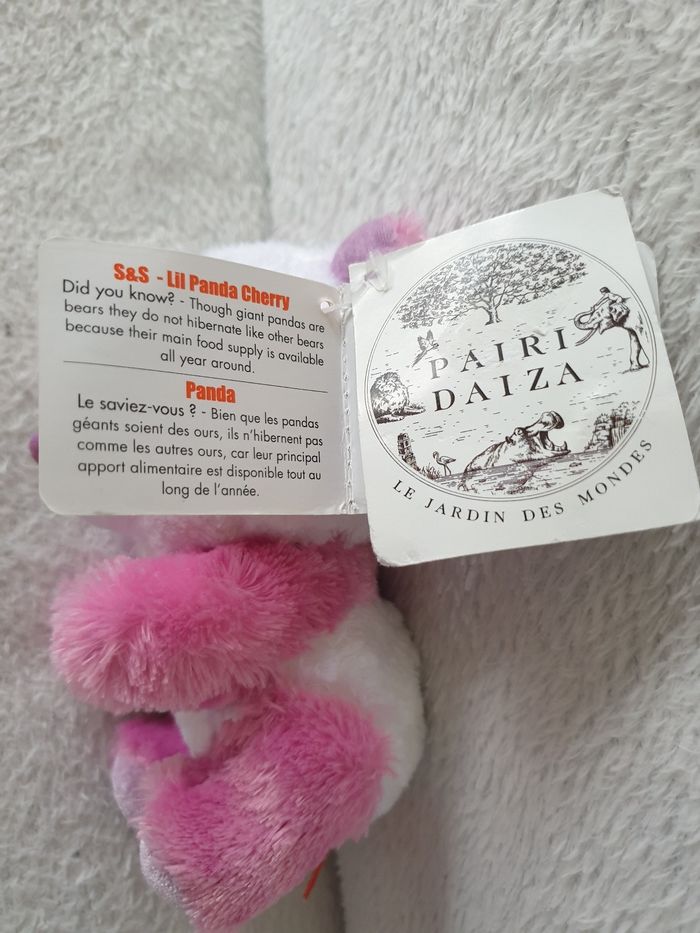 S&S - Lil Panda Cherry
Did you know? - Though giant pandas are
bears they do not hibernate like other bears
because their main food supply is available
all year around.
Panda
Le saviez-vous ? - Bien que les pandas
géants soient des ours, ils n'hibernent pas
comme les autres ours, car leur principal
apport alimentaire est disponible tout au
long de l'année.
PAIRI
DAIZA
LE JARDIN DES MONDES